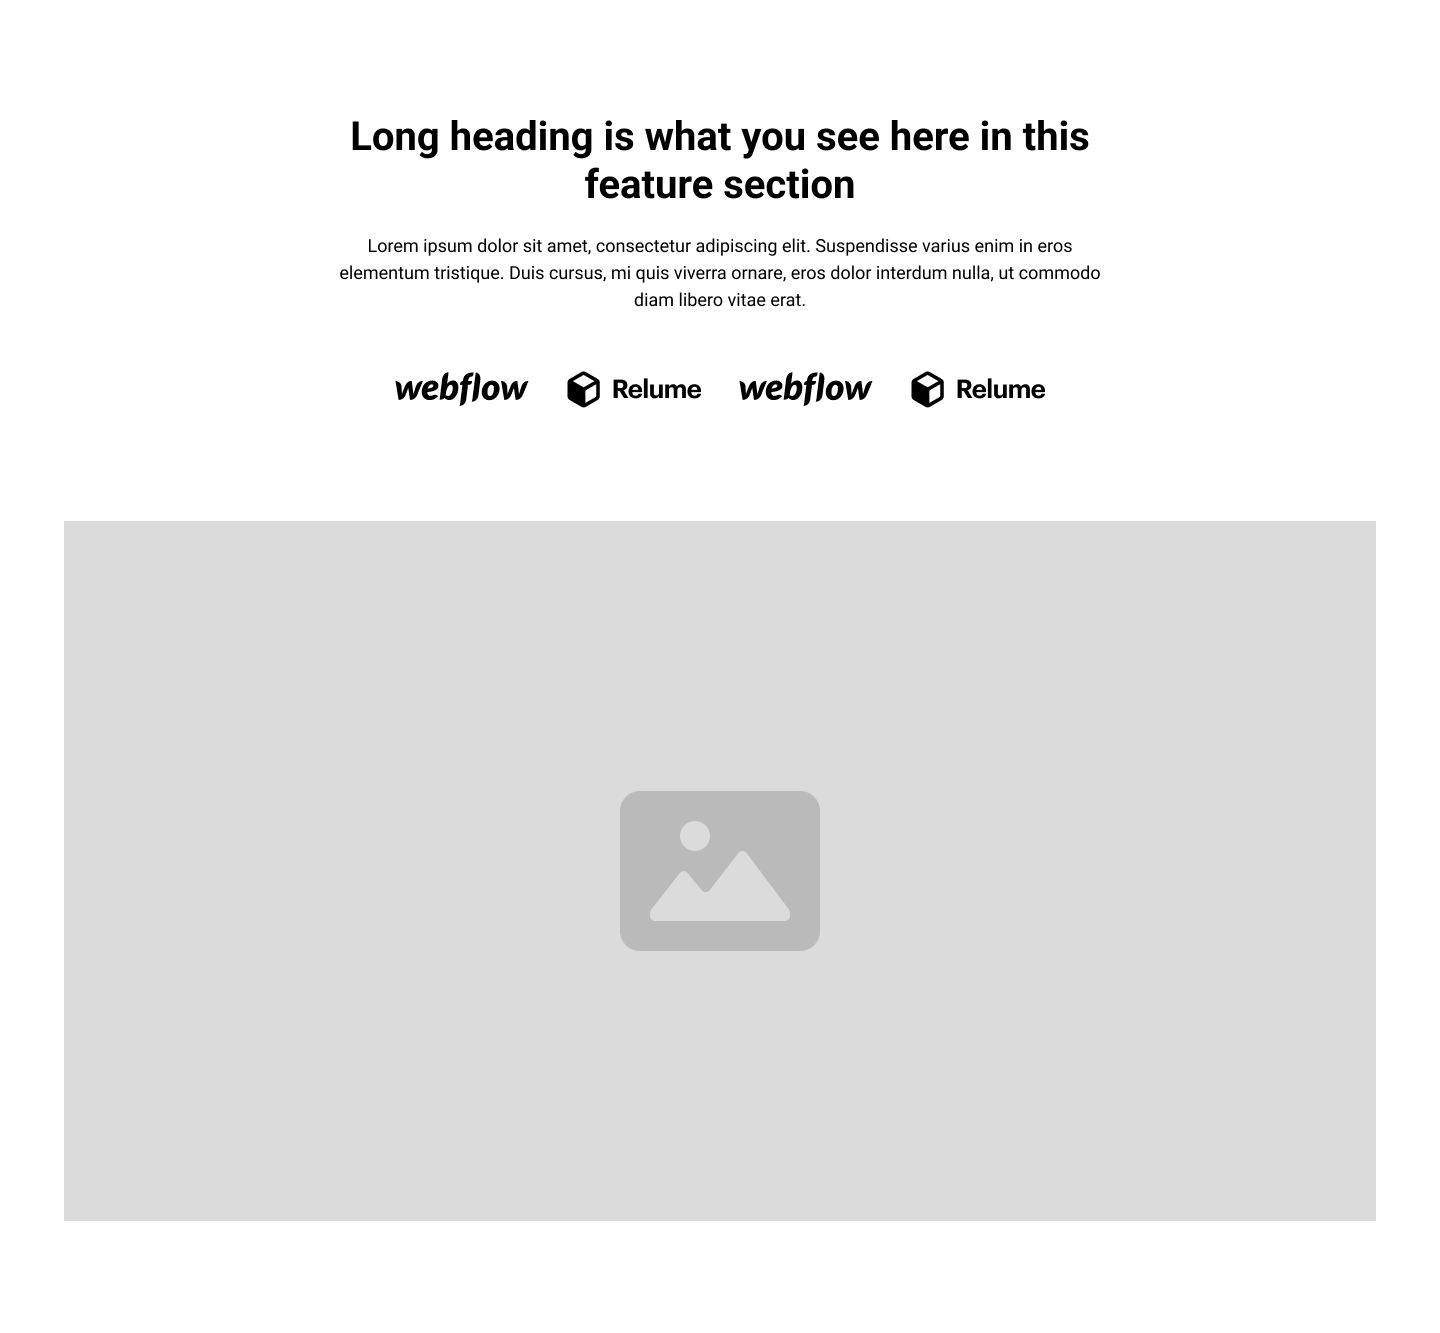 Long heading is what you see here in this
feature section
Lorem ipsum dolor sit amet, consectetur adipiscing elit. Suspendisse varius enim in eros
elementum tristique. Duis cursus, mi quis viverra ornare, eros dolor interdum nulla, ut commodo
diam libero vitae erat.
webflow Relume webflow Relume